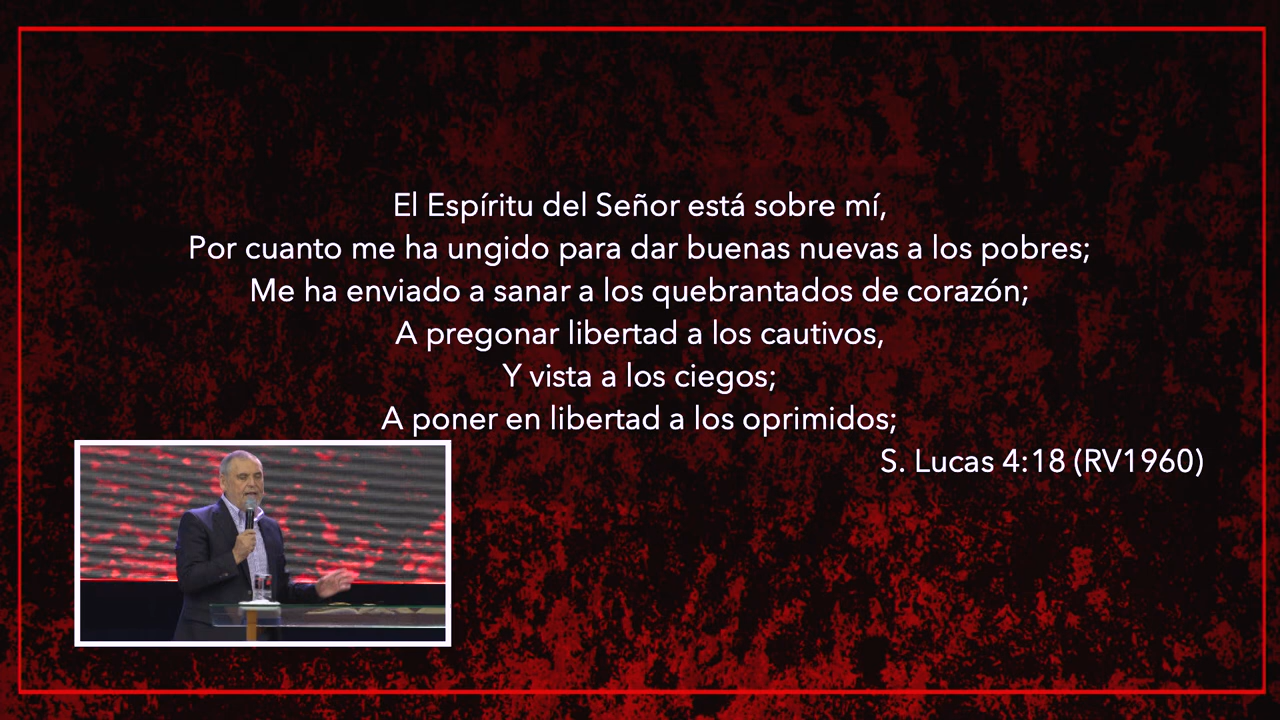 El Espíritu del Señor está sobre mí,
Por cuanto me ha ungido para dar buenas nuevas a los pobres;
Me ha enviado a sanar a los quebrantados de corazón;
A pregonar libertad a los cautivos,
Y vista a los ciegos;
A poner en libertad a los oprimidos;
S. Lucas 4:18 (RV1960)